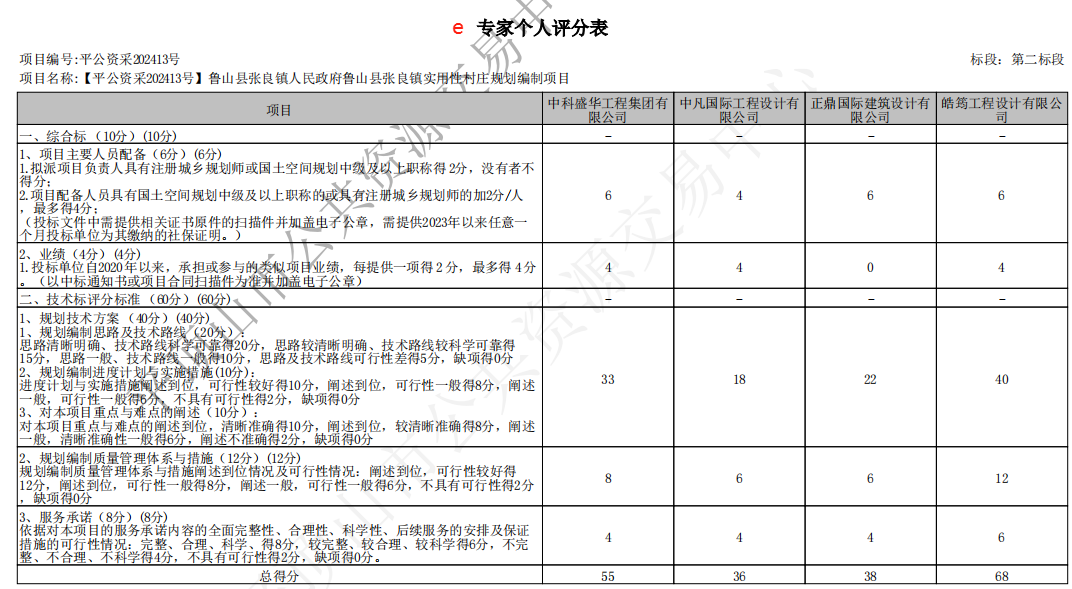 e 专家个人评分表
项目编号:平公资采202413号 标段: 第二标段
项目名称:【平公资采202413号】鲁山县张良镇人民政府鲁山县张良镇实用性村庄规划编制项目
项目 中科盛华工程集团有限公司 中凡国际工程设计有限公司 正鼎国际建筑设计有限公司 皓筠工程设计有限公司
一、综合标 (10分)(10分) – – – –
1、项目主要人员配备(6分)(6分)
1.拟派项目负责人具有注册城乡规划师或国土空间规划中级及以上职称得2分, 没有者不
得分;
2.项目配备人员具有国土空间规划中级及以上职称的或具有注册城乡规划师的加2分/人
,最多得4分;
(投标文件中需提供相关证书原件的扫描件并加盖电子公章, 需提供2023年以来任意一
个月投标单位为其缴纳的社保证明。)
6 4 6 6
2、业绩(4分)(4分)
1.投标单位自2020年以来, 承担或参与的类似项目业绩, 每提供一项得 2 分, 最多得 4 分
。(以中标通知书或项目合同扫描件为准并加盖电子公章)
4 4 0 4
二、技术标评分标准 (60分)(60分) – – – –
1、规划技术方案 (40分)(40分)
1、规划编制思路及技术路线(20分):
思路清晰明确、技术路线科学可靠得20分, 思路较清晰明确、技术路线较科学可靠得
15分, 思路一般、技术路线一般得10分, 思路及技术路线可行性差得5分, 缺项得0分
2、规划编制进度计划与实施措施(10分):
进度计划与实施措施阐述到位, 可行性较好得10分, 阐述到位, 可行性一般得8分, 阐述
一般, 可行性一般得6分, 不具有可行性得2分, 缺项得0分
3、对本项目重点与难点的阐述(10分):
对本项目重点与难点的阐述到位, 清晰准确得10分, 阐述到位, 较清晰准确得8分, 阐述
一般, 清晰准确性一般得6分, 阐述不准确得2分, 缺项得0分
33 18 22 40
2、规划编制质量管理体系与措施(12分)(12分)
规划编制质量管理体系与措施阐述到位情况及可行性情况: 阐述到位, 可行性较好得
12分, 阐述到位, 可行性一般得8分, 阐述一般, 可行性一般得6分, 不具有可行性得2分
, 缺项得0分
8 6 6 12
3、服务承诺(8分)(8分)
依据对本项目的服务承诺内容的全面完整性、合理性、科学性、后续服务的安排及保证
措施的可行性情况: 完整、合理、科学、得8分, 较完整、较合理、较科学得6分, 不完
整、不合理、不科学得4分, 不具有可行性得2分, 缺项得0分。
4 4 4 6
总得分 55 36 38 68
平顶山市公共资源交易中心